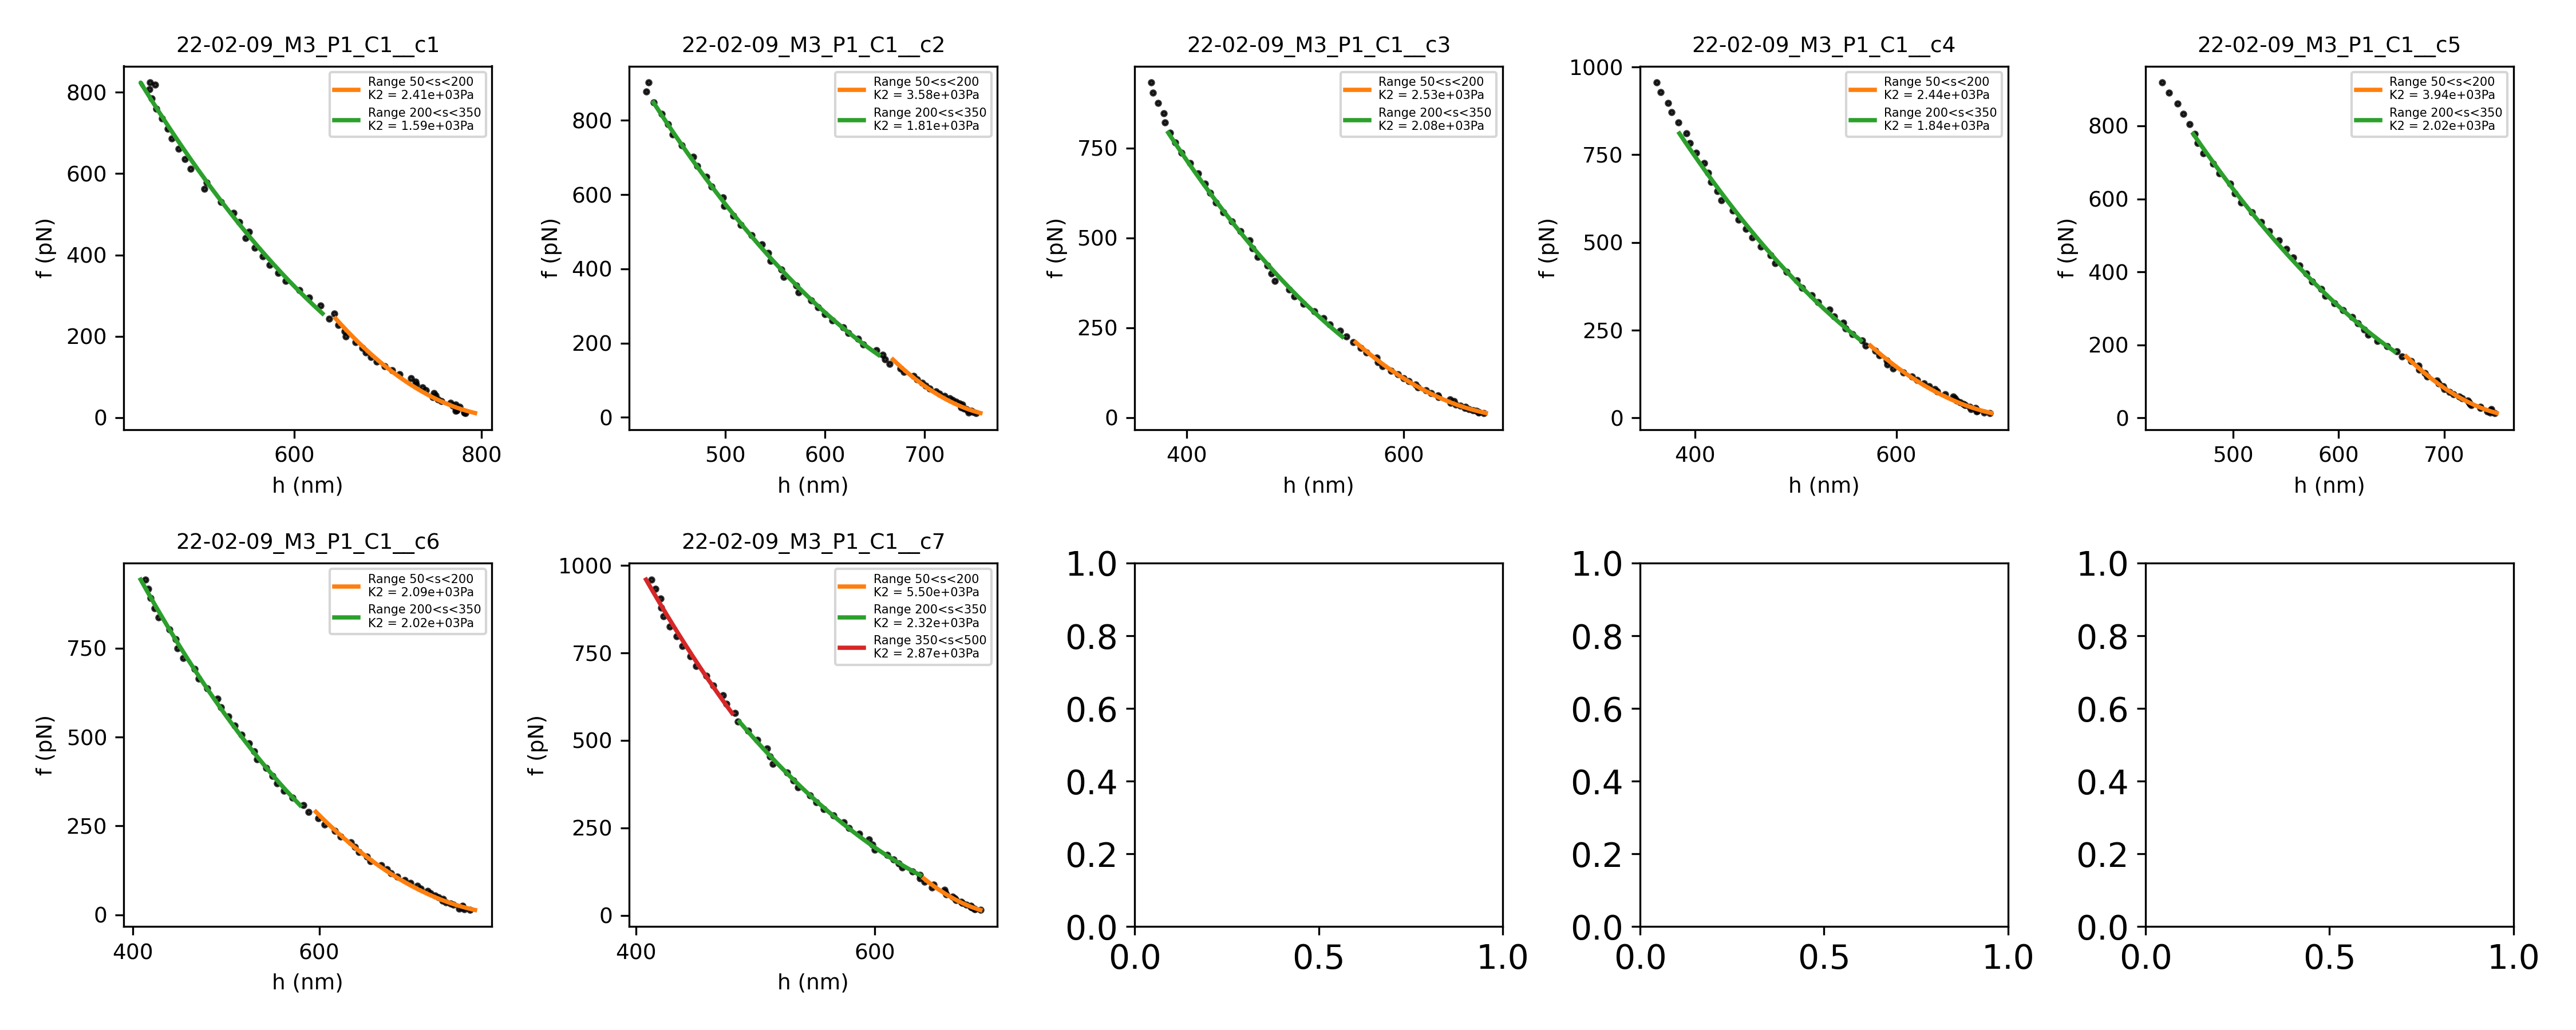 22-02-09_M3_P1_C1__c1
Range 50<s<200
K2 = 2.41e+03Pa
Range 200<s<350
K2 = 1.59e+03Pa
800
600
400
200
0
f (pN)
600
800
h (nm)
22-02-09_M3_P1_C1__c2
Range 50<s<200
K2 = 3.58e+03Pa
Range 200<s<350
K2 = 1.81e+03Pa
800
600
400
200
0
f (pN)
500
600
700
h (nm)
22-02-09_M3_P1_C1__c3
Range 50<s<200
K2 = 2.53e+03Pa
Range 200<s<350
K2 = 2.08e+03Pa
750
500
250
0
f (pN)
400
600
h (nm)
22-02-09_M3_P1_C1__c4
Range 50<s<200
K2 = 2.44e+03Pa
Range 200<s<350
K2 = 1.84e+03Pa
1000
750
500
250
0
f (pN)
400
600
h (nm)
22-02-09_M3_P1_C1__c5
Range 50<s<200
K2 = 3.94e+03Pa
Range 200<s<350
K2 = 2.02e+03Pa
800
600
400
200
0
f (pN)
500
600
700
h (nm)
22-02-09_M3_P1_C1__c6
Range 50<s<200
K2 = 2.09e+03Pa
Range 200<s<350
K2 = 2.02e+03Pa
750
500
250
0
f (pN)
400
600
h (nm)
22-02-09_M3_P1_C1__c7
Range 50<s<200
K2 = 5.50e+03Pa
Range 200<s<350
K2 = 2.32e+03Pa
Range 350<s<500
K2 = 2.87e+03Pa
1000
750
500
250
0
f (pN)
400
600
h (nm)
1.0
0.8
0.6
0.4
0.2
0.0
0.0
0.5
1.0
1.0
0.8
0.6
0.4
0.2
0.0
0.0
0.5
1.0
1.0
0.8
0.6
0.4
0.2
0.0
0.0
0.5
1.0